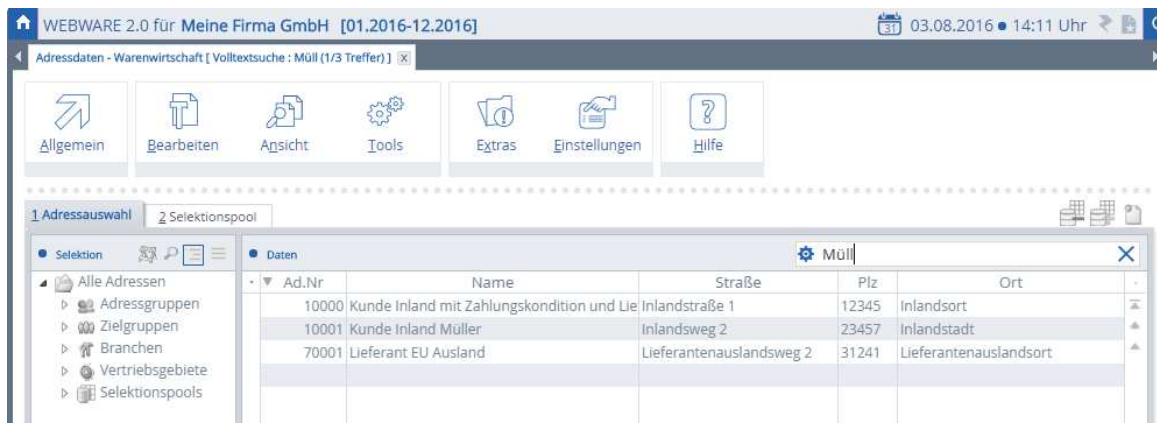 WEBWARE 2.0 für Meine Firma GmbH [01.2016-12.2016] 31 03.08.2016 ● 14:11 Uhr
Adressdaten - Warenwirtschaft [ Volltextsuche : Müll (1/3 Treffer) ] x
Allgemein Bearbeiten Ansicht Tools Extras Einstellungen Hilfe
1 Adressauswahl 2 Selektionspool
Selektion Daten Müll
Alle Adressen Ad.Nr Name Straße Plz Ort
Adressgruppen 10000 Kunde Inland mit Zahlungskondition und Lie Inlandstraße 1 12345 Inlandsort
Zielgruppen 10001 Kunde Inland Müller Inlandsweg 2 23457 Inlandstadt
Branchen 70001 Lieferant EU Ausland Lieferantenauslandsweg 2 31241 Lieferantenauslandsort
Vertriebsgebiete
Selektionspools